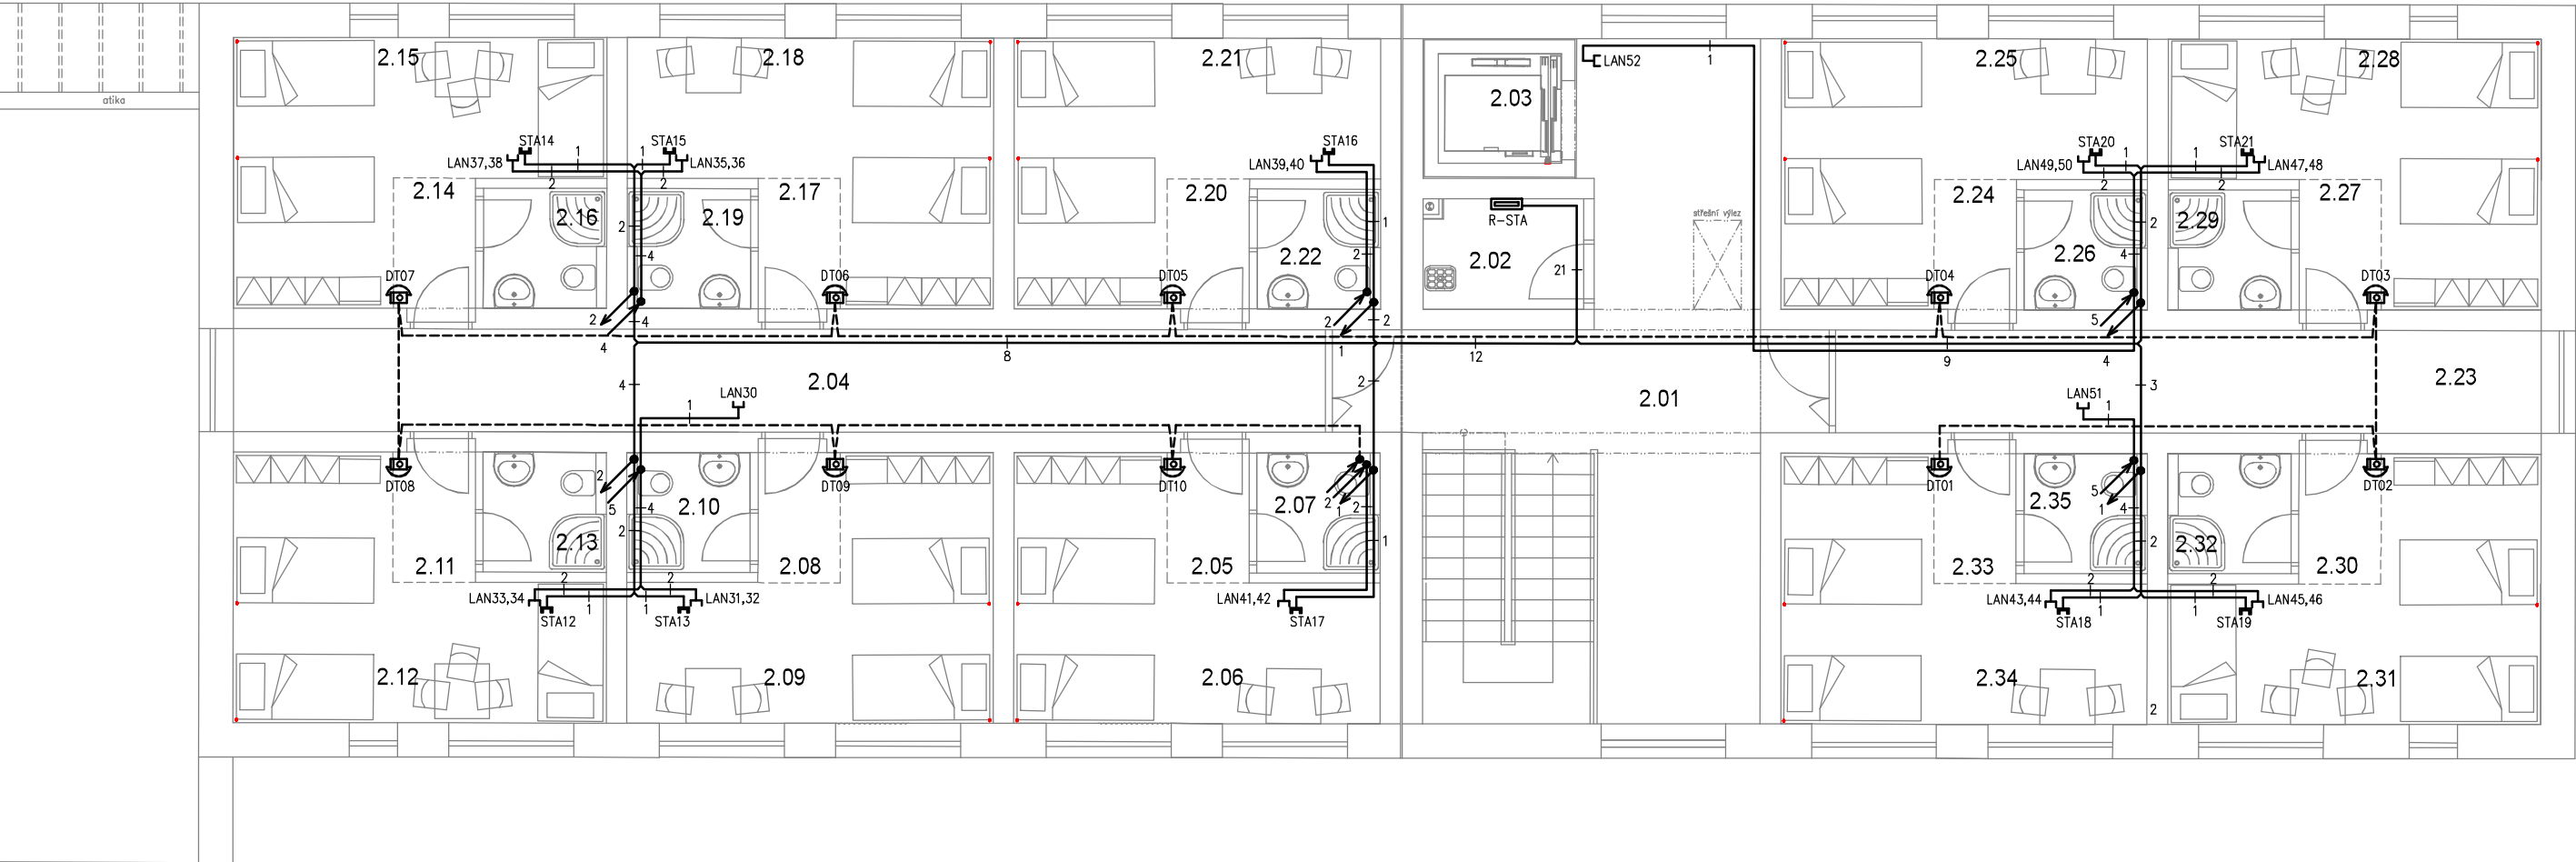 2.15
2.18
2.21
LAN52
1
2.25
2.28
2.03
atika
STA14
1
1
STA15
STA16
STA20
1
1
STA21
LAN37,38
2
2
LAN35,36
LAN39,40
LAN49,50
2
2
LAN47,48
2.14
2.17
2.20
2.24
2.27
2.16
2.19
R-STA
střešní výlez
2.29
2
1
2
2.22
2
2.02
21
2.26
4
4
DT07
DT06
DT05
DT04
DT03
2
4
2
2
5
4
1
8
12
9
4
2.04
4
2
2.01
3
2.23
LAN30
1
LAN51
1
2
DT08
DT09
DT10
DT01
DT02
5
4
2.10
2.07
2
1
2
5
1
4
2.35
2
2.13
1
2
2.32
2.11
2.08
2.05
2.33
2.30
2
2
2
2
LAN33,34
1
1
LAN31,32
LAN41,42
LAN43,44
1
1
LAN45,46
STA12
STA13
STA17
STA18
STA19
2.12
2.09
2.06
2.34
2.31
2